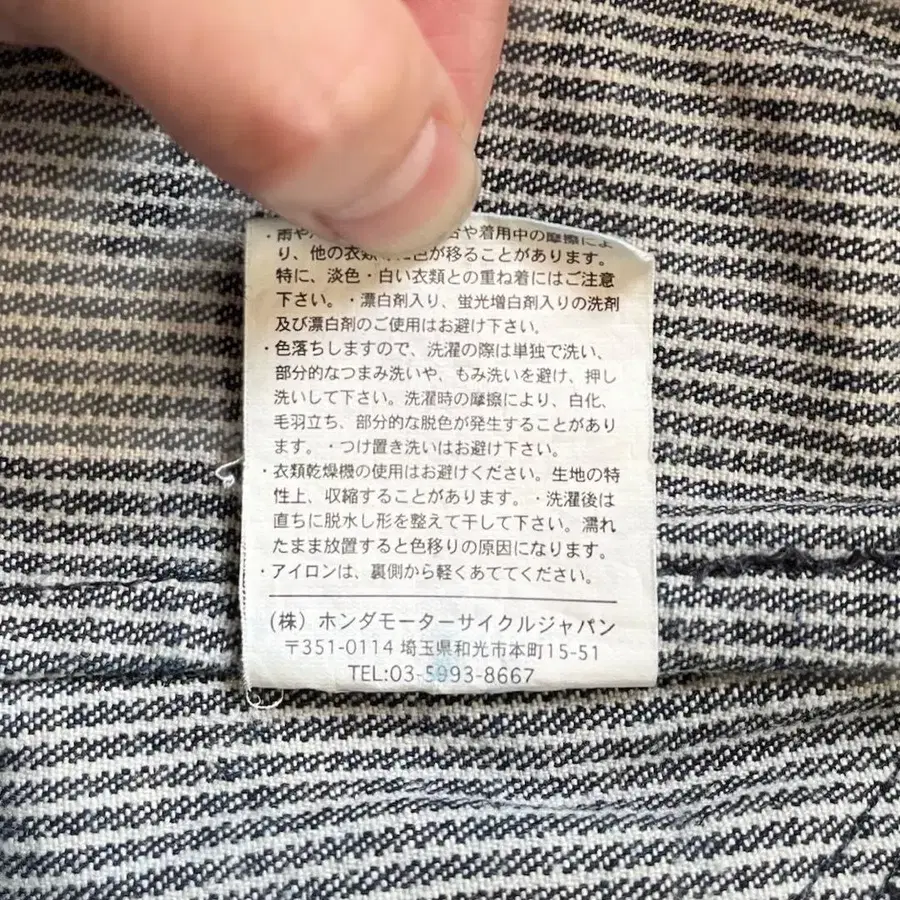 ・雨や 合や着用中の摩擦によ
り、他の衣類 色が移ることがあります。
特に、淡色・白い衣類との重ね着にはご注意
下さい。・漂白剤入り、蛍光増白剤入りの洗剤
及び漂白剤のご使用はお避け下さい。
・色落ちしますので、洗濯の際は単独で洗い、
部分的なつまみ洗いや、もみ洗いを避け、押し
洗いして下さい。洗濯時の摩擦により、白化、
毛羽立ち、部分的な脱色が発生することがあり
ます。・つけ置き洗いはお避け下さい。
・衣類乾燥機の使用はお避けください。生地の特
性上、収縮することがあります。・洗濯後は
直ちに脱水し形を整えて干して下さい。濡れ
たまま放置すると色移りの原因になります。
・アイロンは、裏側から軽くあててください。
(株) ホンダモーターサイクルジャパン
〒351-0114 埼玉県和光市本町15-51
TEL:03-5993-8667